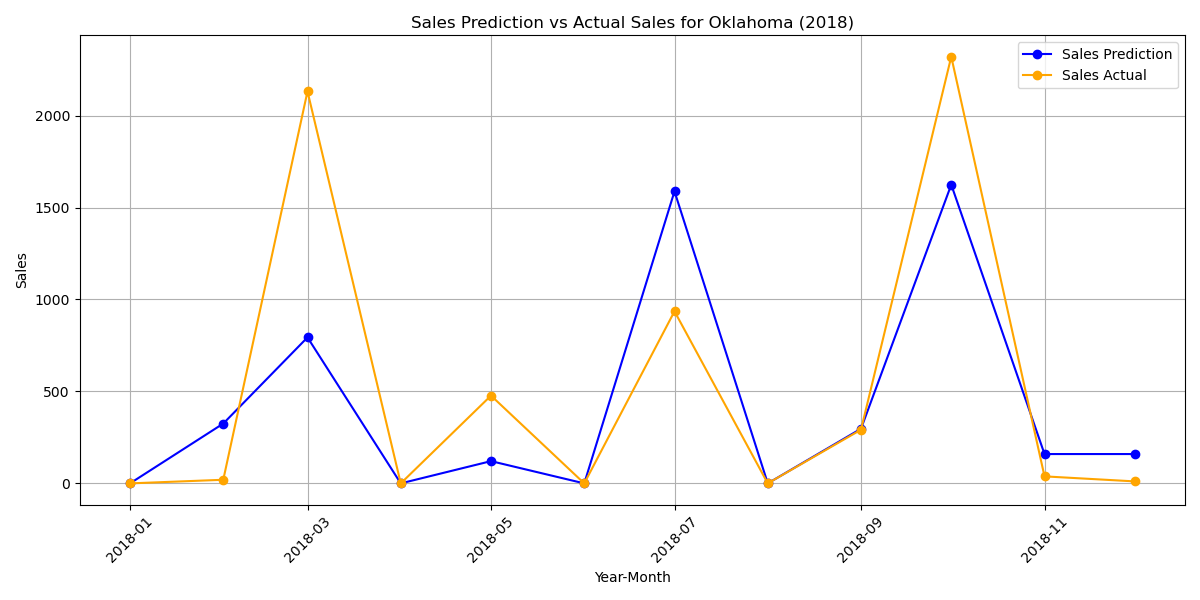 Sales Prediction vs Actual Sales for Oklahoma (2018)
Sales Prediction
Sales Actual
Sales
2000
1500
1000
500
0
2018-01
2018-03
2018-05
2018-07
2018-09
2018-11
Year-Month